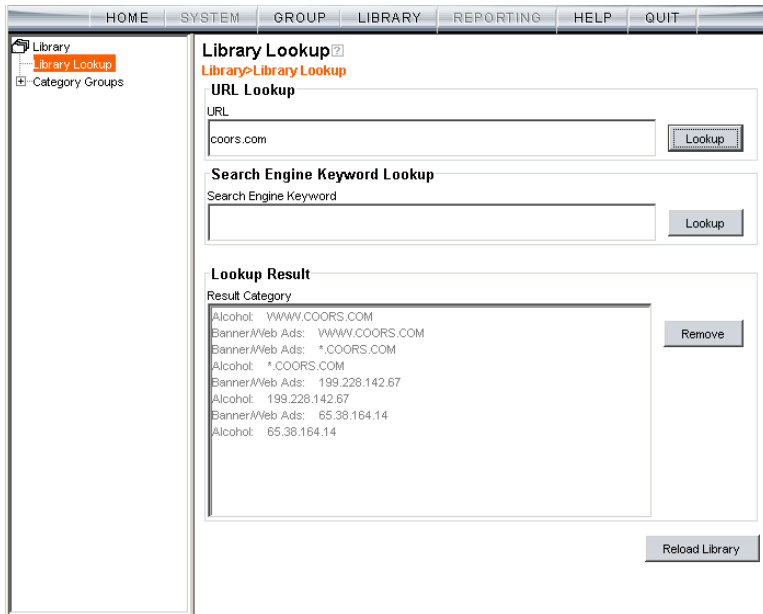 HOME SYSTEM GROUP LIBRARY REPORTING HELP QUIT
Library
Library Lookup
Category Groups
Library Lookup?
Library>Library Lookup
URL Lookup
URL
coors.com
Lookup
Search Engine Keyword Lookup
Search Engine Keyword
Lookup
Lookup Result
Result Category
Alcohol: WWW.COORS.COM
Banner/Web Ads: WWW.COORS.COM
Banner/Web Ads: *.COORS.COM
Alcohol: *.COORS.COM
Banner/Web Ads: 199.228.142.67
Alcohol: 199.228.142.67
Banner/Web Ads: 65.38.164.14
Alcohol: 65.38.164.14
Remove
Reload Library